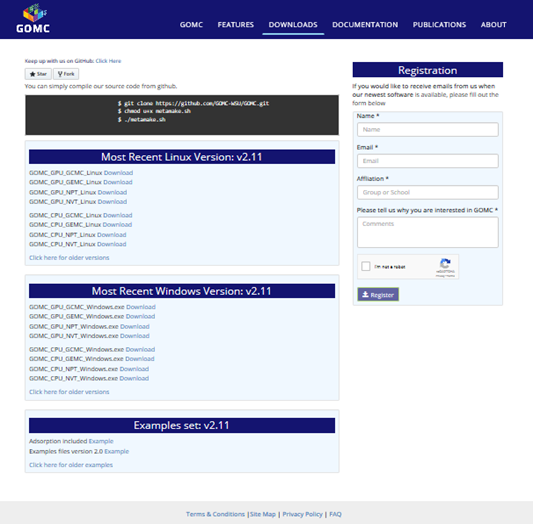 GOMC
GOMC FEATURES DOWNLOADS DOCUMENTATION PUBLICATIONS ABOUT
Keep up with us on GitHub: Click Here
Star Fork
You can simply compile our source code from github.
$ git clone https://github.com/GOMC-WSU/GOMC.git
$ chmod u+x metamake.sh
$ ./metamake.sh
Most Recent Linux Version: v2.11
GOMC_GPU_GCMC_Linux Download
GOMC_GPU_GEMC_Linux Download
GOMC_GPU_NPT_Linux Download
GOMC_GPU_NVT_Linux Download
GOMC_CPU_GCMC_Linux Download
GOMC_CPU_GEMC_Linux Download
GOMC_CPU_NPT_Linux Download
GOMC_CPU_NVT_Linux Download
Click here for older versions
Most Recent Windows Version: v2.11
GOMC_GPU_GCMC_Windows.exe Download
GOMC_GPU_GEMC_Windows.exe Download
GOMC_GPU_NPT_Windows.exe Download
GOMC_GPU_NVT_Windows.exe Download
GOMC_CPU_GCMC_Windows.exe Download
GOMC_CPU_GEMC_Windows.exe Download
GOMC_CPU_NPT_Windows.exe Download
GOMC_CPU_NVT_Windows.exe Download
Click here for older versions
Examples set: v2.11
Adsorption included Example
Examples files version 2.0 Example
Click here for older examples
Registration
If you would like to receive emails from us when
our newest software is available, please fill out the
form below
Name *
Name
Email *
Email
Affliation *
Group or School
Please tell us why you are interested in GOMC *
Comments
I'm not a robot
reCAPTCHA
Privacy - Terms
Register
Terms & Conditions |Site Map | Privacy Policy | FAQ